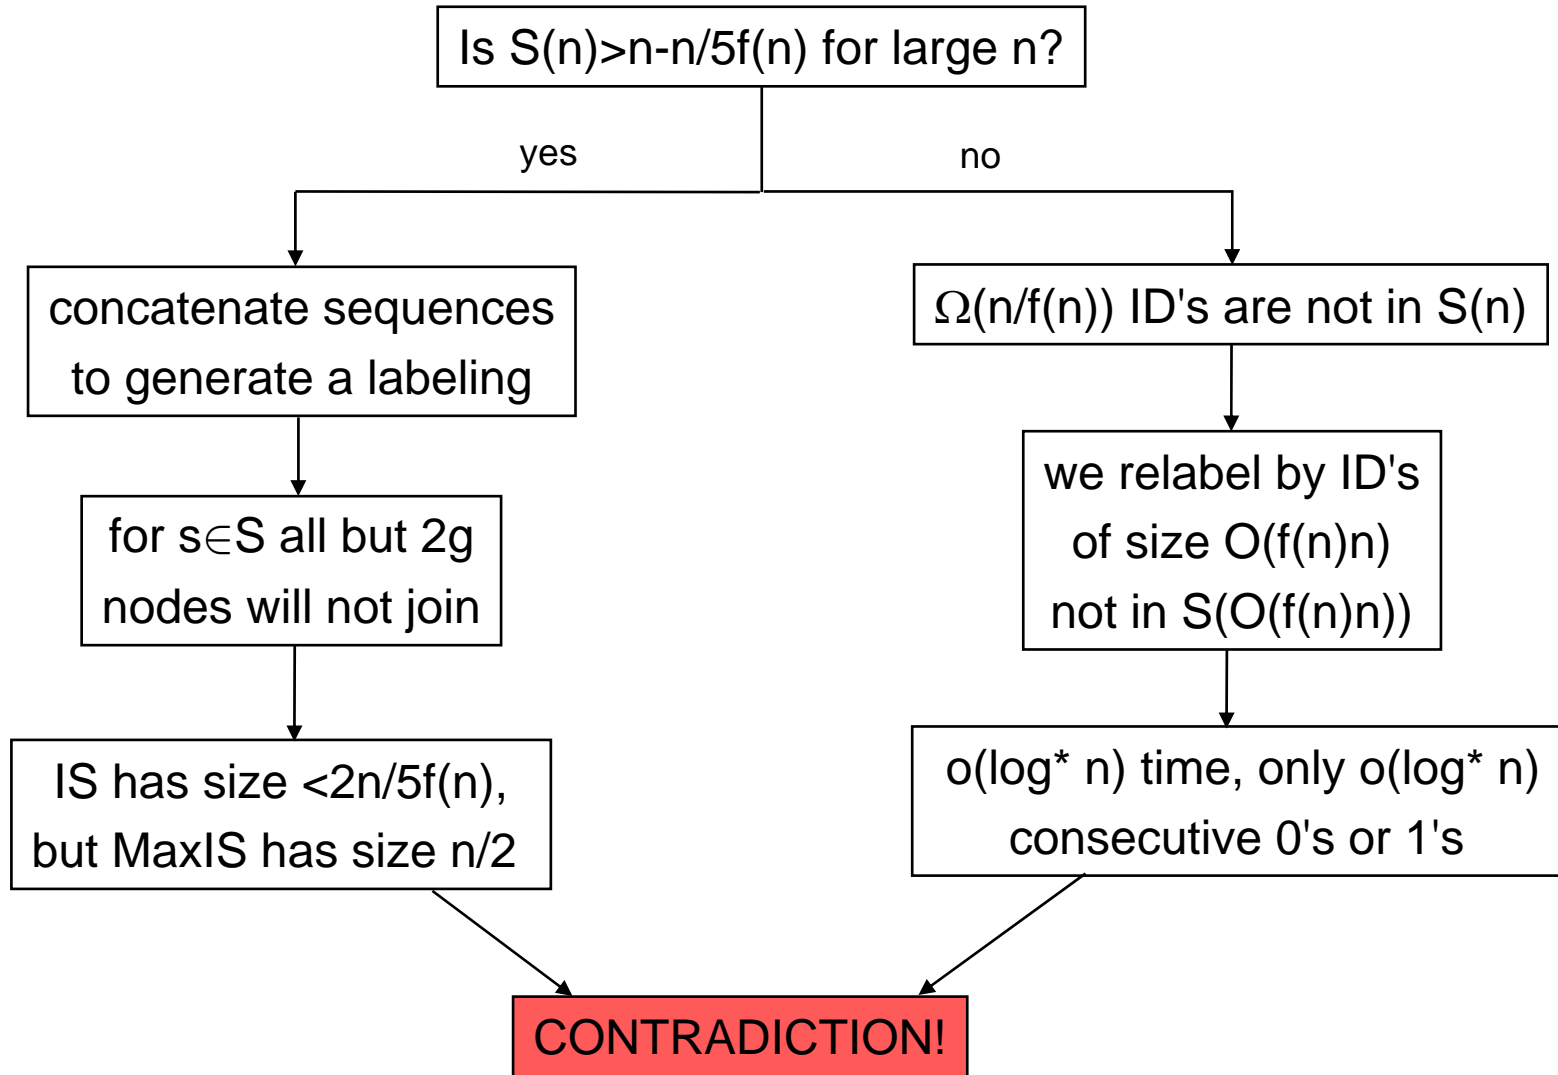 Is S(n)>n-n/5f(n) for large n?
yes
no
concatenate sequences
to generate a labeling
for s∈S all but 2g
nodes will not join
IS has size <2n/5f(n),
but MaxIS has size n/2
Ω(n/f(n)) ID's are not in S(n)
we relabel by ID's
of size O(f(n)n)
not in S(O(f(n)n))
o(log* n) time, only o(log* n)
consecutive 0's or 1's
CONTRADICTION!